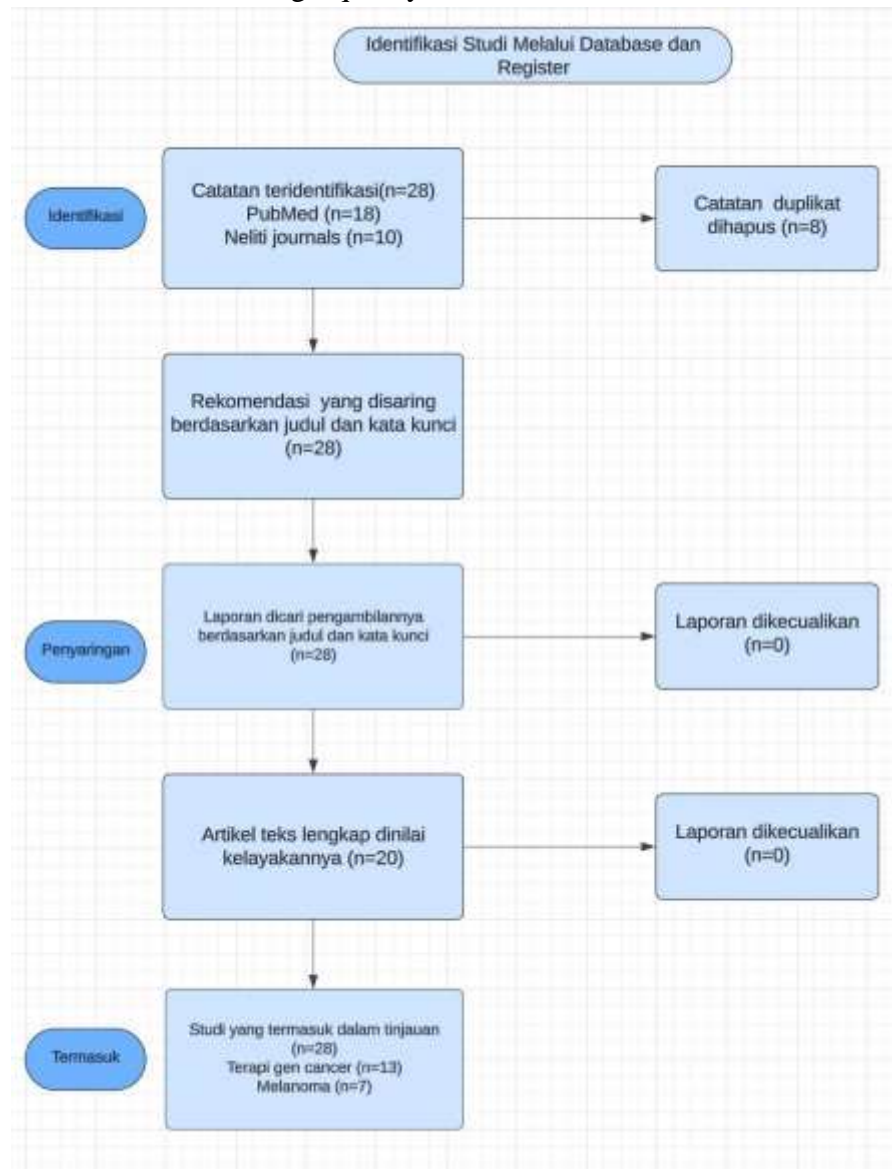 Identifikasi Studi Melalui Database dan
Register
Identifikasi
Catatan teridentifikasi(n=28)
PubMed (n=18)
Neliti journals (n=10)
Catatan duplikat
dihapus (n=8)
Rekomendasi yang disaring
berdasarkan judul dan kata kunci
(n=28)
Penyaringan
Laporan dicari pengambilannya
berdasarkan judul dan kata kunci
(n=28)
Laporan dikecualikan
(n=0)
Artikel teks lengkap dinilai
kelayakannya (n=20)
Laporan dikecualikan
(n=0)
Termasuk
Studi yang termasuk dalam tinjauan
(n=28)
Terapi gen cancer (n=13)
Melanoma (n=7)